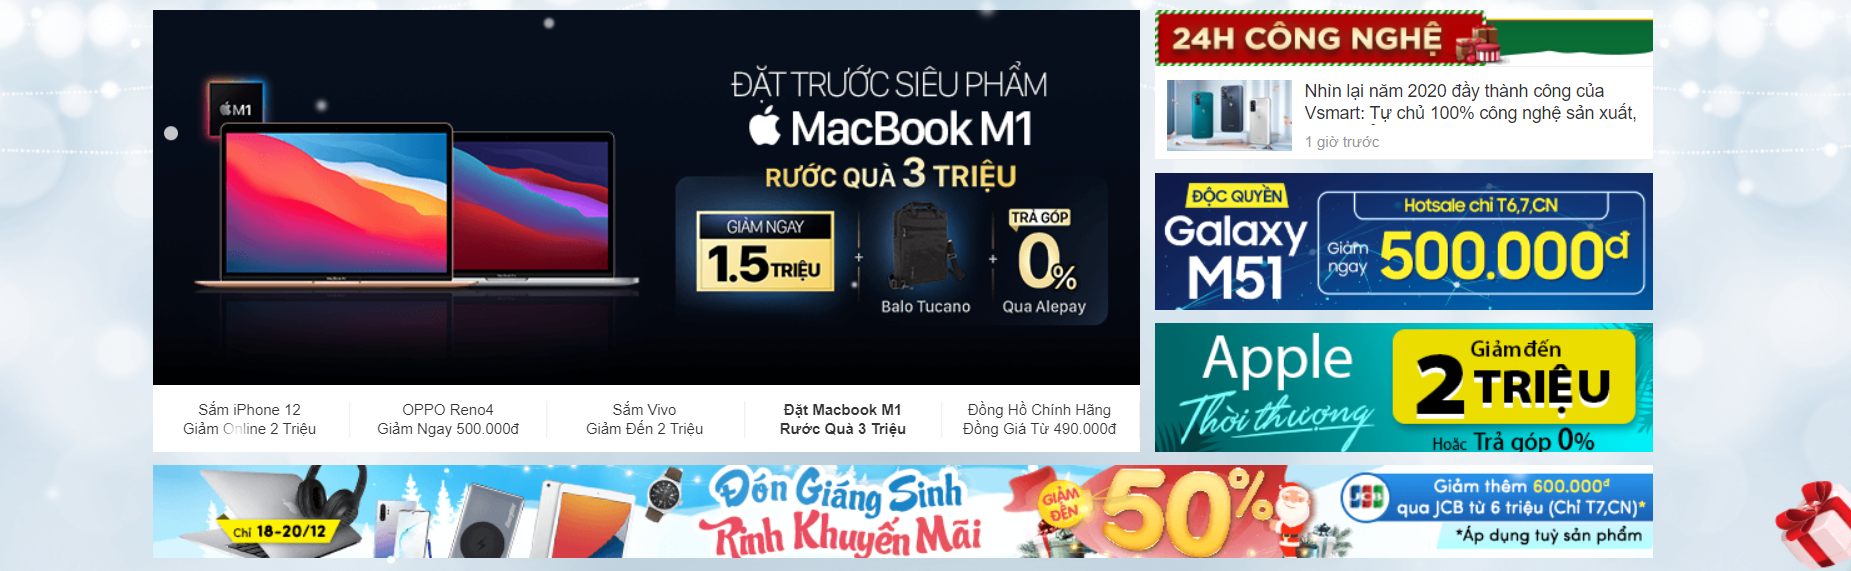 M1
ĐẶT TRƯỚC SIÊU PHẨM
MacBook M1
RƯỚC QUÀ 3 TRIỆU
GIẢM NGAY
1.5 TRIỆU
+
Balo Tucano
+
TRẢ GÓP
0%
Qua Alepay
Sắm iPhone 12
Giảm Online 2 Triệu
OPPO Reno4
Giảm Ngay 500.000đ
Sắm Vivo
Giảm Đến 2 Triệu
Đặt Macbook M1
Rước Quà 3 Triệu
Đồng Hồ Chính Hãng
Đồng Giá Từ 490.000đ
24H CÔNG NGHỆ
Nhìn lại năm 2020 đầy thành công của
Vsmart: Tự chủ 100% công nghệ sản xuất,
1 giờ trước
ĐỘC QUYỀN
Galaxy
M51
Hotsale chỉ T6,7,CN
Giảm
ngay
500.000đ
Apple
Thời thượng
Giảm đến
2 TRIỆU
Hoặc Trả góp 0%
Chỉ 18-20/12
Đón Giáng Sinh
Rinh Khuyến Mãi
GIẢM
ĐẾN
50%
JCB
Giảm thêm 600.000đ
qua JCB từ 6 triệu (Chỉ T7,CN)*
*Áp dụng tuỳ sản phẩm